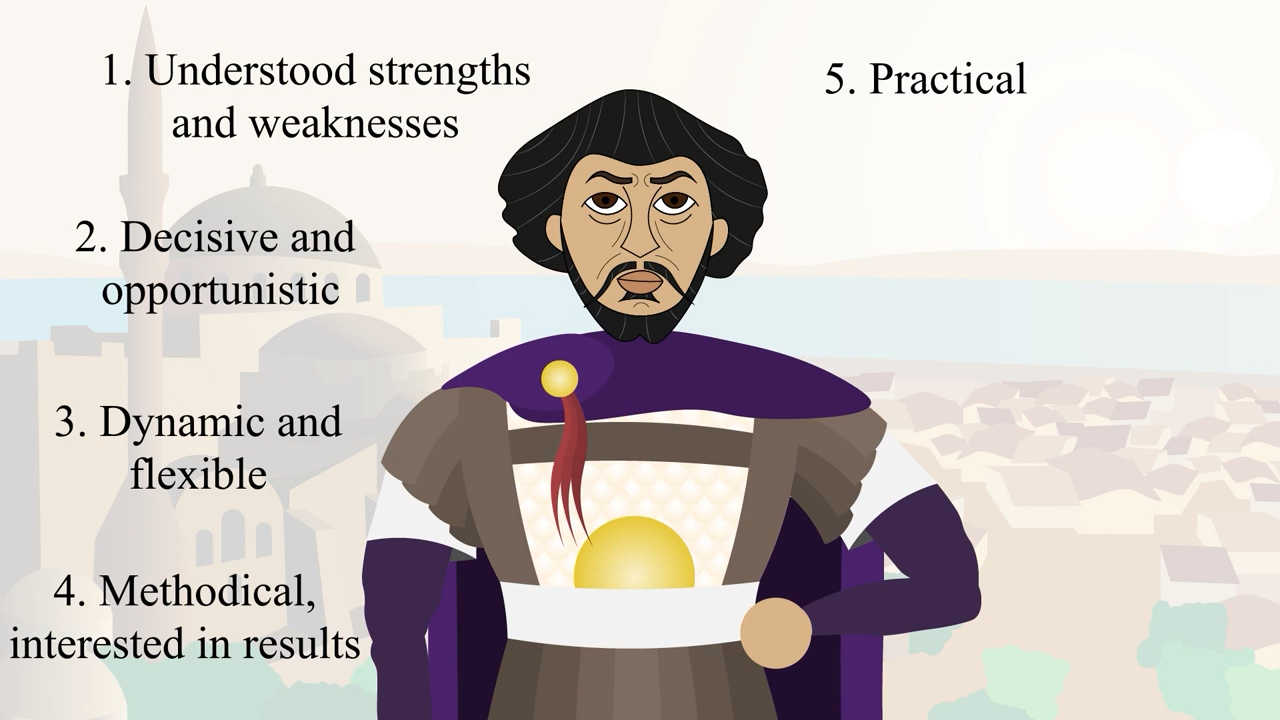 1. Understood strengths
and weaknesses
2. Decisive and
opportunistic
3. Dynamic and
flexible
4. Methodical,
interested in results
5. Practical